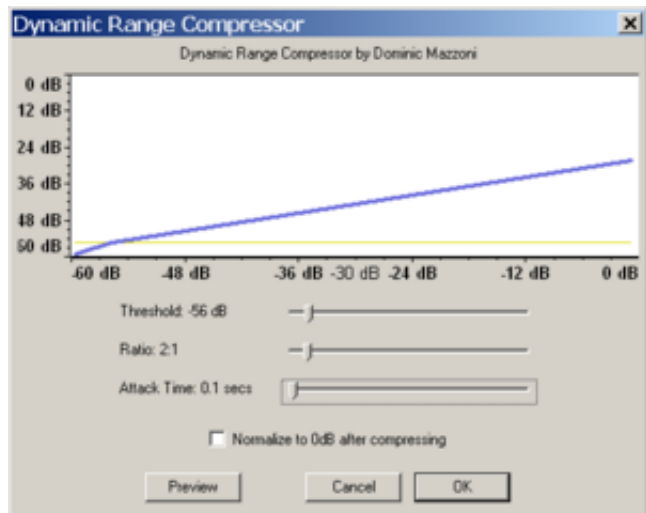 Dynamic Range Compressor
Dynamic Range Compressor by Dominic Mazzoni
0 dB
12 dB
24 dB
36 dB
48 dB
60 dB
-60 dB -48 dB -36 dB -30 dB -24 dB -12 dB 0 dB
Threshold: -56 dB
Ratio: 2:1
Attack Time: 0.1 secs
Normalize to 0dB after compressing
Preview Cancel OK